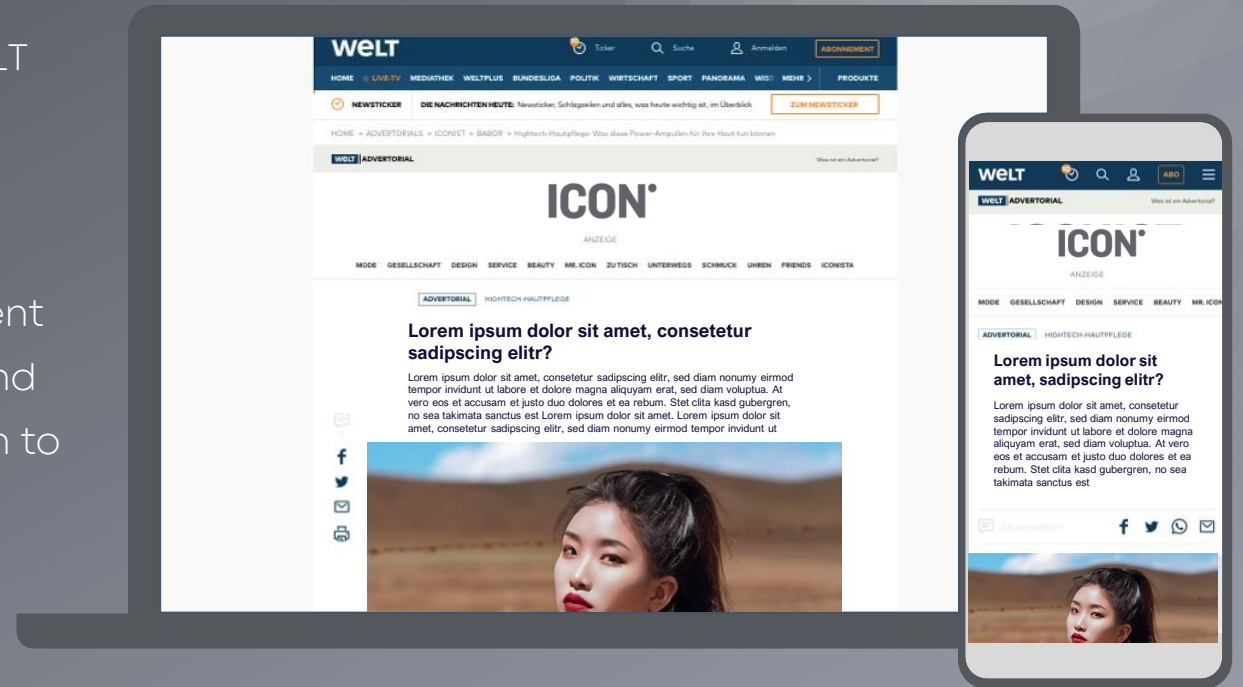 LT
ent
nd
n to
WELT
Ticker Suche Anmelden ABONNEMENT
HOME LIVE-TV MEDIATHEK WELTPLUS BUNDESLIGA POLITIK WIRTSCHAFT SPORT PANORAMA WISS MEHR > PRODUKTE
NEWSTICKER DIE NACHRICHTEN HEUTE: Newsticker, Schlagzeilen und alles, was heute wichtig ist, im Überblick ZUM NEWSTICKER
HOME » ADVERTORIALS » ICONIST » BABOR » Hightech-Hautpflege: Was diese Power-Ampullen für Ihre Haut tun können
WELT ADVERTORIAL Was ist ein Advertorial?
ICON
ANZEIGE
MODE GESELLSCHAFT DESIGN SERVICE BEAUTY MR. ICON ZU TISCH UNTERWEGS SCHMUCK UHREN FRIENDS ICONISTA
ADVERTORIAL HIGHTECH-HAUTPFLEGE
Lorem ipsum dolor sit amet, consetetur
sadipscing elitr?
Lorem ipsum dolor sit amet, consetetur sadipscing elitr, sed diam nonumy eirmod
tempor invidunt ut labore et dolore magna aliquyam erat, sed diam voluptua. At
vero eos et accusam et justo duo dolores et ea rebum. Stet clita kasd gubergren,
no sea takimata sanctus est Lorem ipsum dolor sit amet. Lorem ipsum dolor sit
amet, consetetur sadipscing elitr, sed diam nonumy eirmod tempor invidunt ut
WELT ABO
WELT ADVERTORIAL Was ist ein Advertorial?
ICON
ANZEIGE
MODE GESELLSCHAFT DESIGN SERVICE BEAUTY MR. ICON
ADVERTORIAL HIGHTECH-HAUTPFLEGE
Lorem ipsum dolor sit
amet, sadipscing elitr?
Lorem ipsum dolor sit amet, consetetur
sadipscing elitr, sed diam nonumy eirmod
tempor invidunt ut labore et dolore magna
aliquyam erat, sed diam voluptua. At vero
eos et accusam et justo duo dolores et ea
rebum. Stet clita kasd gubergren, no sea
takimata sanctus est